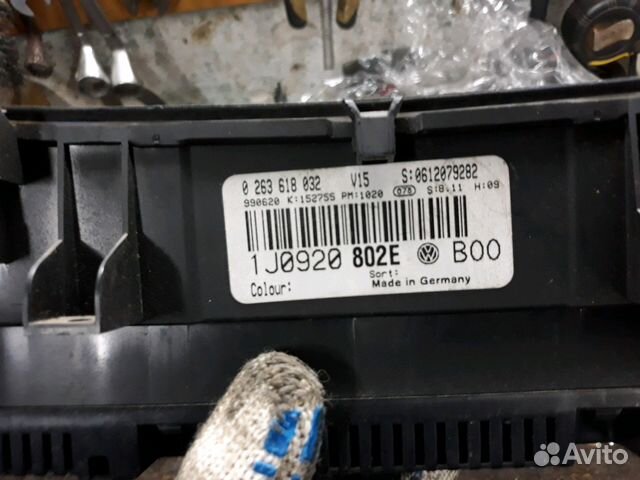 0 263 618 032 V15 S:0612079282
990620 K:152755 PM:1020 078 S:8.11 H:09
1J0920 802E VW B00
Colour: Sort: Made in Germany
Avito